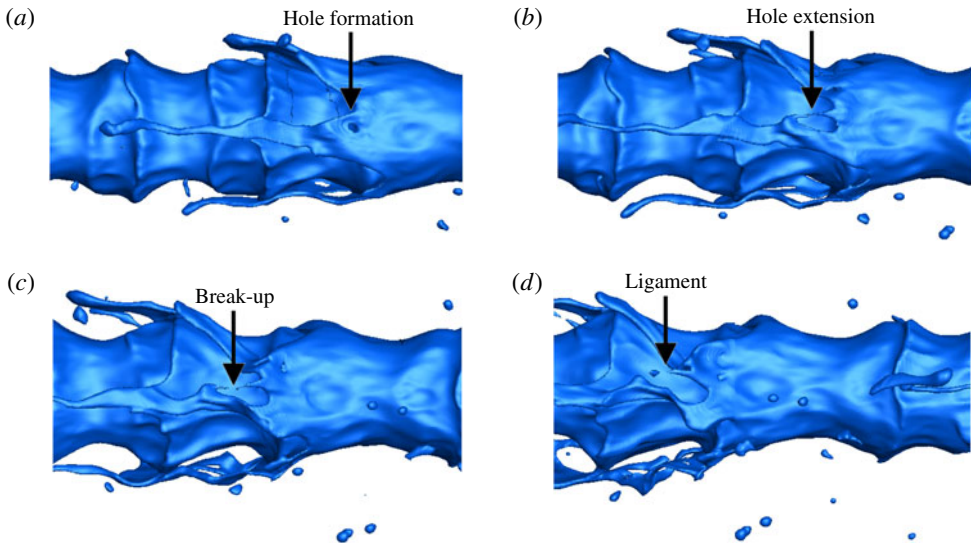 (a)
Hole formation
(b)
Hole extension
(c)
Break-up
(d)
Ligament